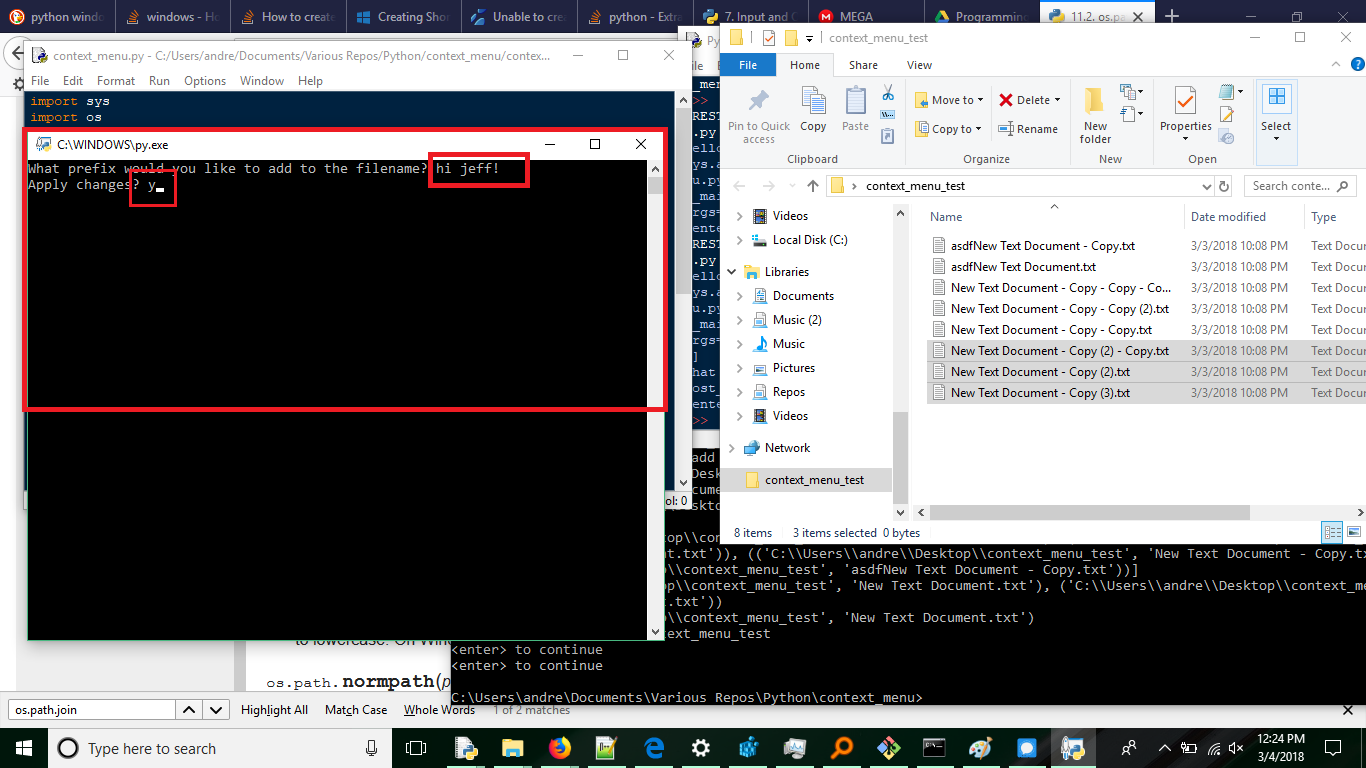 python windo
windows - Ho
How to create
Creating Shor
Unable to crea
python - Extra
7. Input and O
MEGA
Programming
11.2. os.pa
context_menu.py - C:/Users/andre/Documents/Various Repos/Python/context_menu/contex...
File Edit Format Run Options Window Help
import sys
import os
C:\WINDOWS\py.exe
What prefix would you like to add to the filename? hi jeff!
Apply changes? y
context_menu_test
File Home Share View
Pin to Quick access
Copy
Paste
Clipboard
Move to
Copy to
Delete
Rename
Organize
New folder
New
Properties
Open
Select
context_menu_test
Search conte...
Videos
Local Disk (C:)
Libraries
Documents
Music (2)
Music
Pictures
Repos
Videos
Network
context_menu_test
Name Date modified Type
asdfNew Text Document - Copy.txt 3/3/2018 10:08 PM Text Docu
asdfNew Text Document.txt 3/3/2018 10:08 PM Text Docu
New Text Document - Copy - Copy - Co... 3/3/2018 10:08 PM Text Docu
New Text Document - Copy - Copy (2).txt 3/3/2018 10:08 PM Text Docu
New Text Document - Copy - Copy.txt 3/3/2018 10:08 PM Text Docu
New Text Document - Copy (2) - Copy.txt 3/3/2018 10:08 PM Text Docu
New Text Document - Copy (2).txt 3/3/2018 10:08 PM Text Docu
New Text Document - Copy (3).txt 3/3/2018 10:08 PM Text Docu
8 items 3 items selected 0 bytes
ol: 0
top\\context_menu_test', 
t.txt')), (('C:\\Users\\andre\\Desktop\\context_menu_test', 'New Text Document - Copy.tx
p\\context_menu_test', 'asdfNew Text Document - Copy.txt'))]
p\\context_menu_test', 'New Text Document.txt'), ('C:\\Users\\andre\\Desktop\\context_me
t.txt'))
p\\context_menu_test', 'New Text Document.txt')
text_menu_test
<enter> to continue
<enter> to continue
C:\Users\andre\Documents\Various Repos\Python\context_menu>
to lowercase. On Win
os.path.normpath(p
os.path.join
Highlight All Match Case Whole Words 1 of 2 matches
Type here to search
12:24 PM
3/4/2018